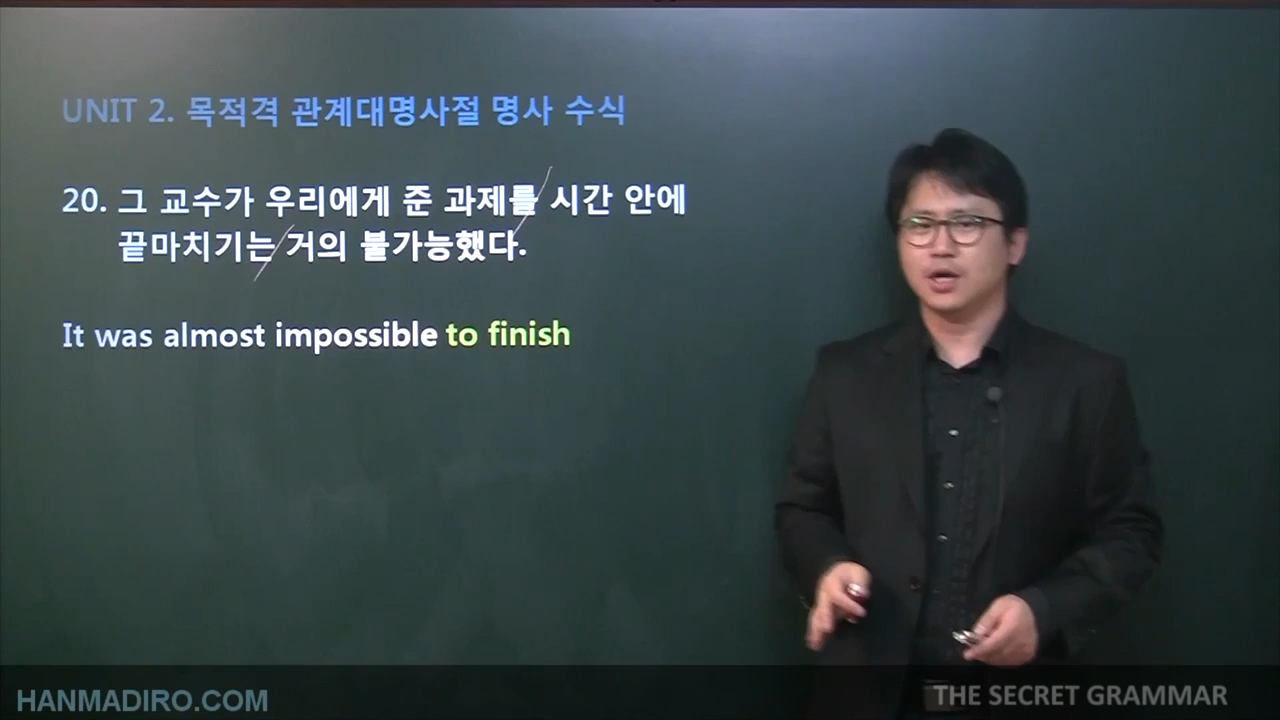 UNIT 2. 목적격 관계대명사절 명사 수식
20. 그 교수가 우리에게 준 과제를 시간 안에
끝마치기는 거의 불가능했다.
It was almost impossible to finish
HANMADIRO.COM
THE SECRET GRAMMAR